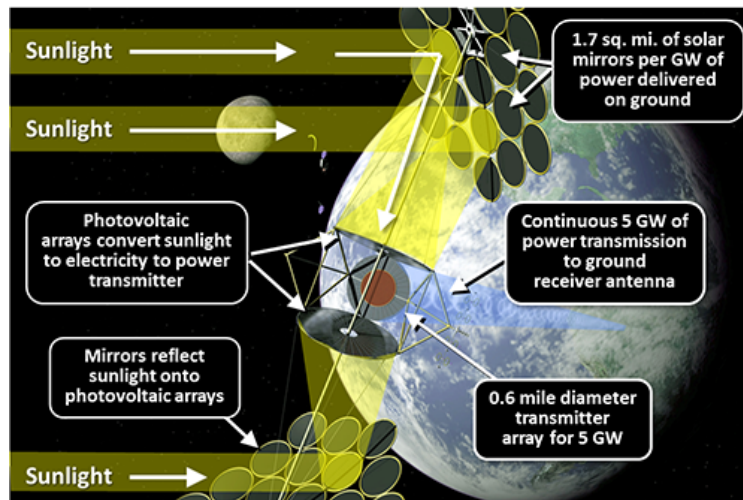 Sunlight
1.7 sq. mi. of solar
mirrors per GW of
power delivered
on ground
Sunlight
Photovoltaic
arrays convert sunlight
to electricity to power
transmitter
Continuous 5 GW of
power transmission
to ground
receiver antenna
Mirrors reflect
sunlight onto
photovoltaic arrays
0.6 mile diameter
transmitter
array for 5 GW
Sunlight